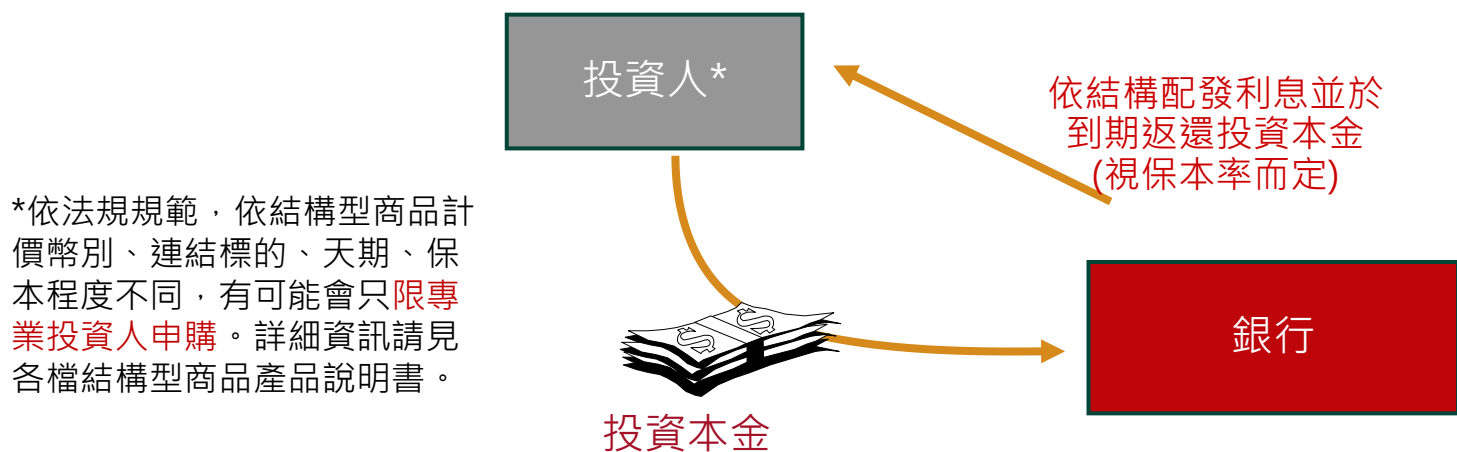 投資人*
依結構配發利息並於
到期返還投資本金
(視保本率而定)
*依法規規範，依結構型商品計
價幣別、連結標的、天期、保
本程度不同，有可能會只限專
業投資人申購。詳細資訊請見
各檔結構型商品產品說明書。
銀行
投資本金